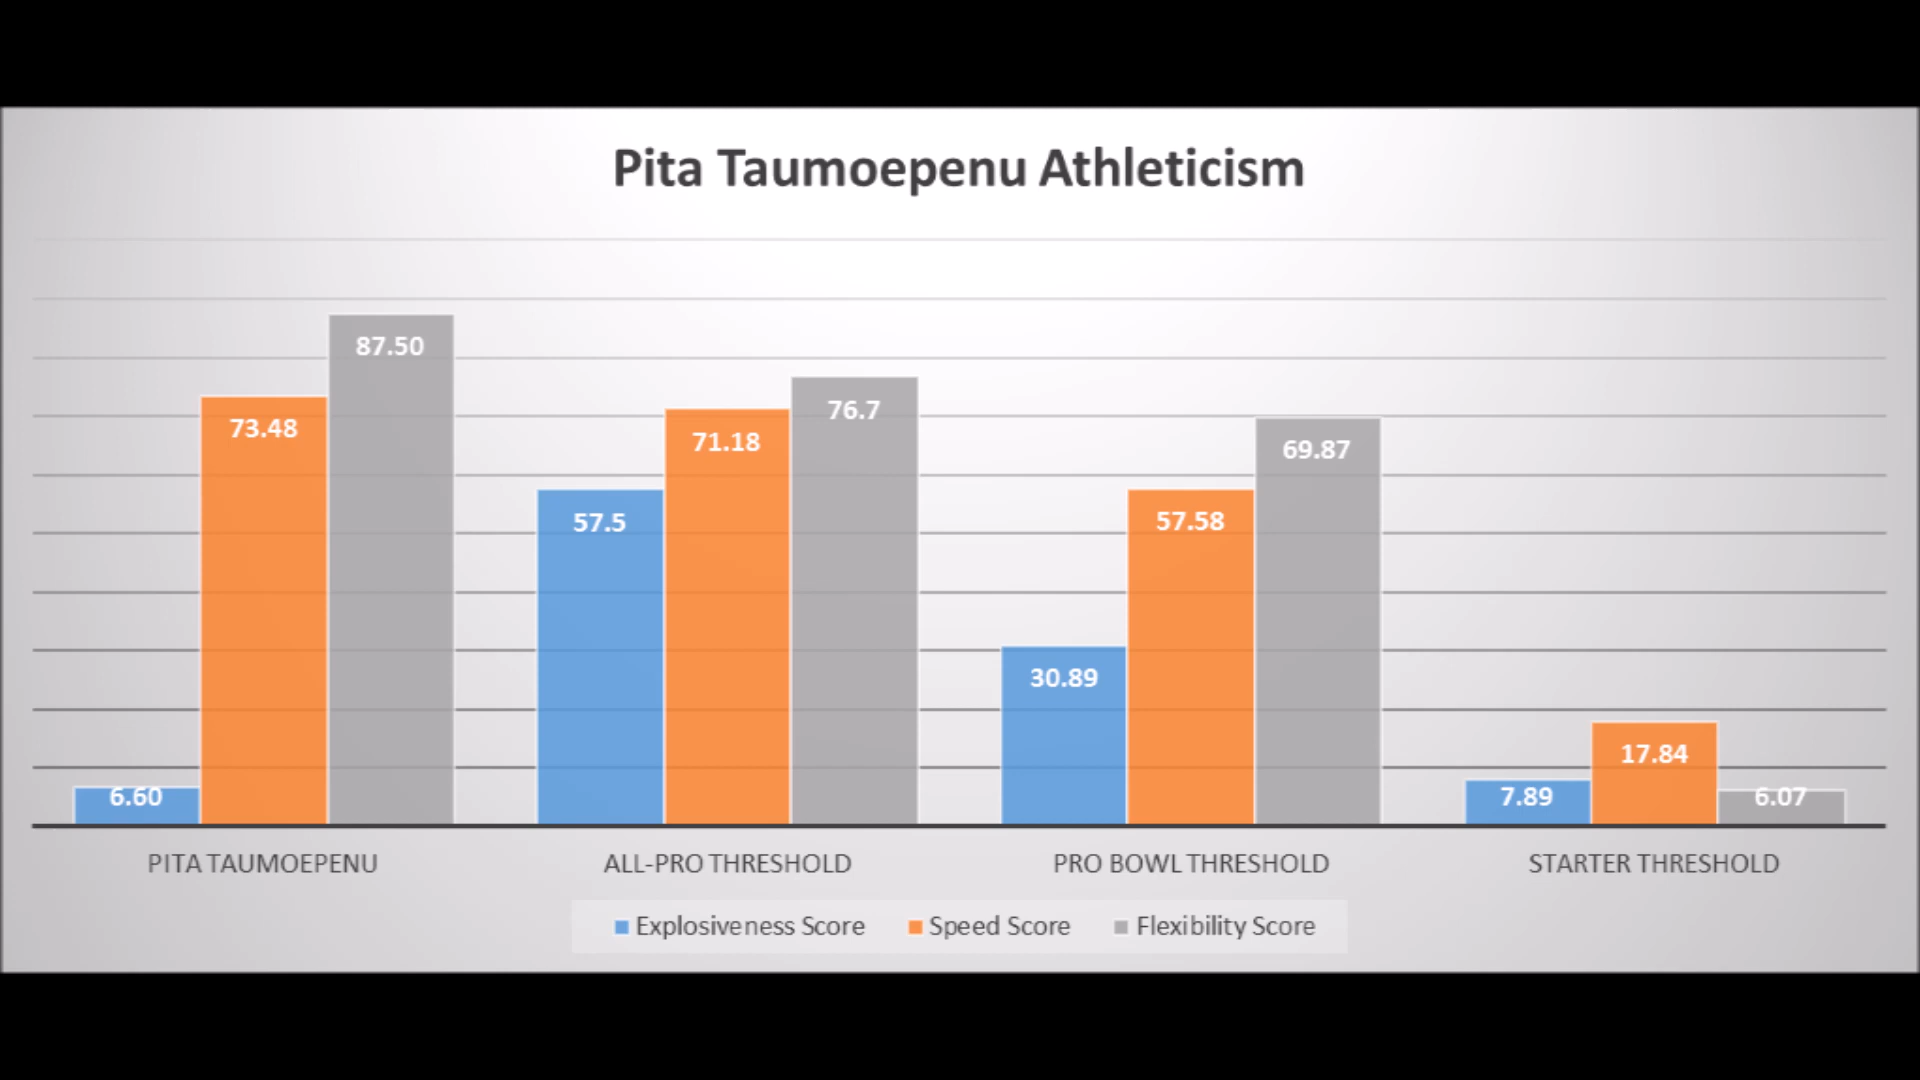 Pita Taumoepenu Athleticism
87.50
73.48
6.60
57.5
71.18
76.7
30.89
57.58
69.87
7.89
17.84
6.07
PITA TAUMOEPENU
ALL-PRO THRESHOLD
PRO BOWL THRESHOLD
STARTER THRESHOLD
Explosiveness Score
Speed Score
Flexibility Score